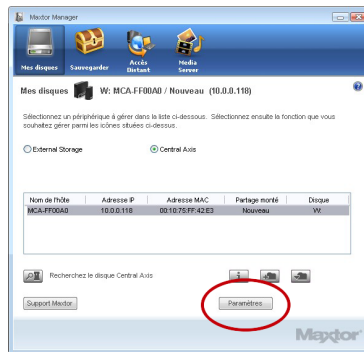 Maxtor Manager
Mes disques
Sauvegarder
Accès
Distant
Media
Server
Mes disques W: MCA-FF00A0 / Nouveau (10.0.0.118)
Sélectionnez un périphérique à gérer dans la liste ci-dessous. Sélectionnez ensuite la fonction que vous
souhaitez gérer parmi les icônes situées ci-dessus.
External Storage Central Axis
Nom de l'hôte Adresse IP Adresse MAC Partage monté Disque
MCA-FF00A0 10.0.0.118 00:10:75:FF:42:E3 Nouveau W:
Recherchez le disque Central Axis
Support Maxtor Paramètres
Maxtor